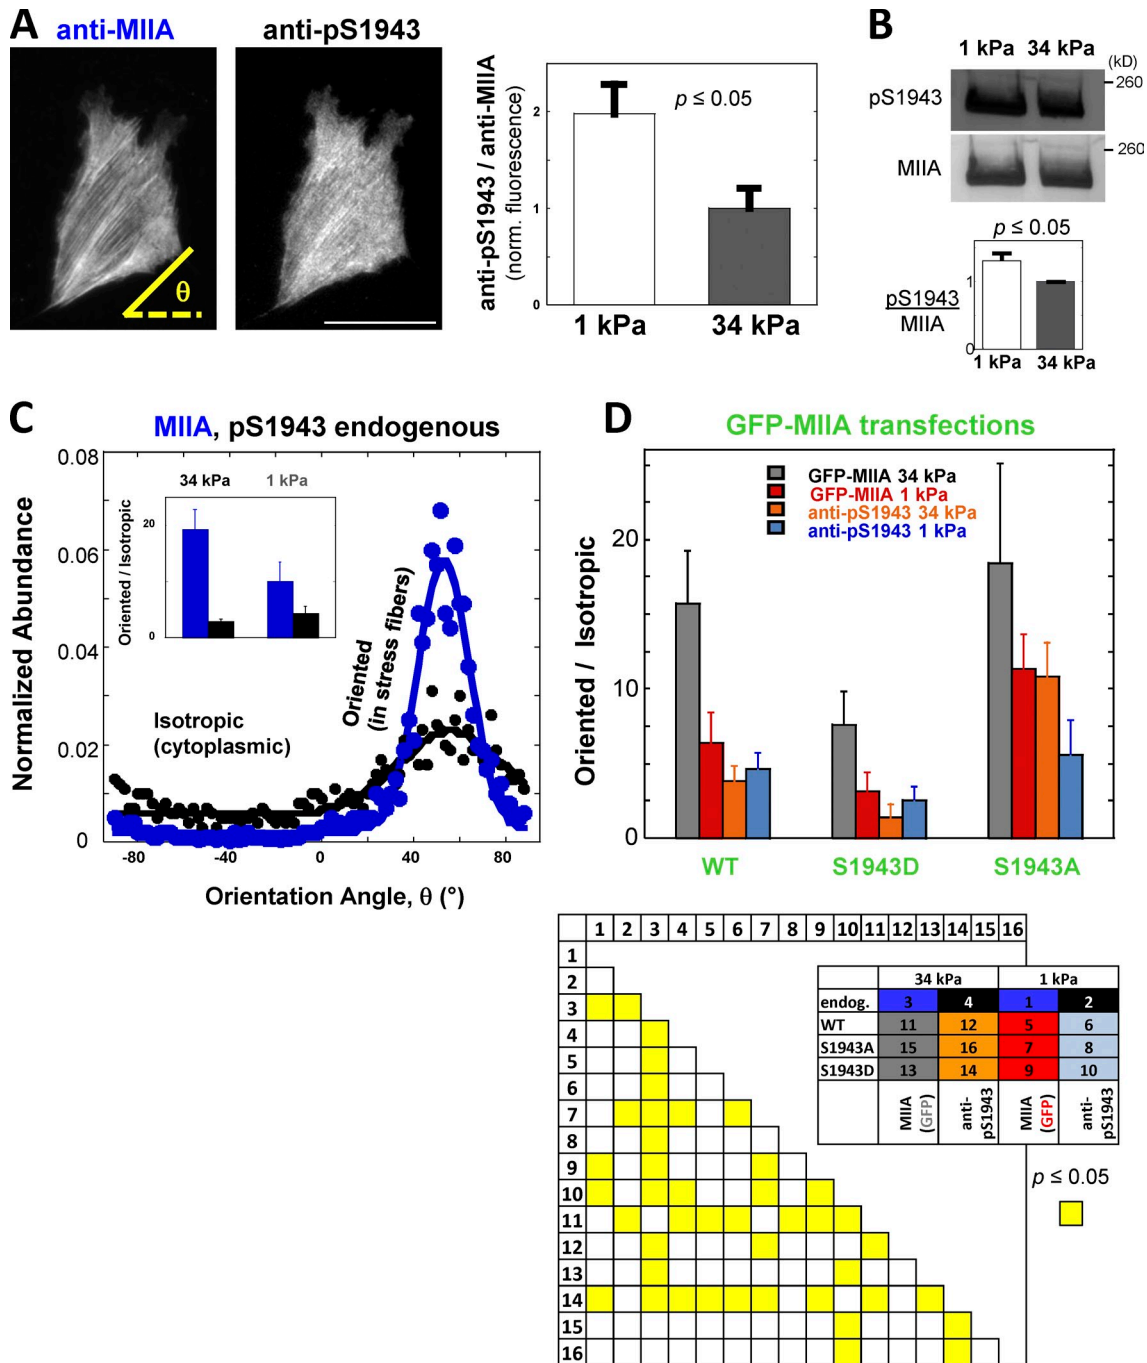 A
anti-MIIA
anti-pS1943
θ
anti-pS1943 / anti-MIIA
(norm. fluorescence)
2
1
0
p ≤ 0.05
1 kPa
34 kPa
B
1 kPa 34 kPa
(kD)
260
pS1943
260
MIIA
p ≤ 0.05
pS1943
MIIA
1
0
1 kPa 34 kPa
C
MIIA, pS1943 endogenous
Normalized Abundance
0.08
0.06
0.04
0.02
0
34 kPa
1 kPa
Oriented / Isotropic
20
0
Isotropic
(cytoplasmic)
Oriented
(in stress fibers)
-80 -40 0 40 80
Orientation Angle, θ (°)
D
GFP-MIIA transfections
GFP-MIIA 34 kPa
GFP-MIIA 1 kPa
anti-pS1943 34 kPa
anti-pS1943 1 kPa
Oriented / Isotropic
20
10
0
WT S1943D S1943A
1 2 3 4 5 6 7 8 9 10 11 12 13 14 15 16
1
2
3
4
5
6
7
8
9
10
11
12
13
14
15
16
34 kPa 1 kPa
endog. 3 4 1 2
WT 11 12 5 6
S1943A 15 16 7 8
S1943D 13 14 9 10
MIIA
(GFP)
anti-
pS1943
MIIA
(GFP)
anti-
pS1943
p ≤ 0.05